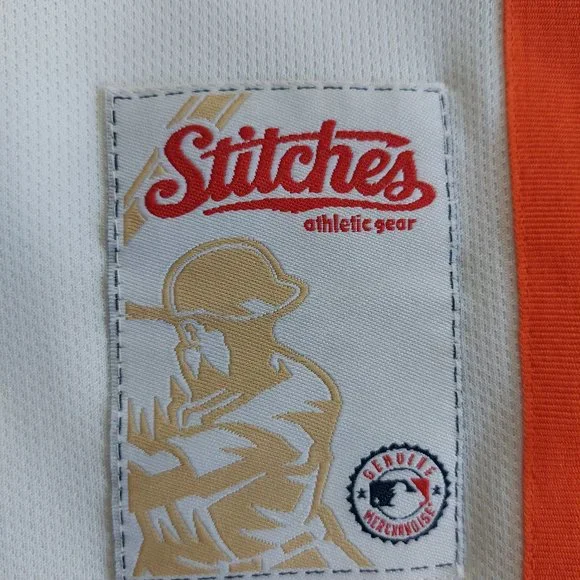 Stitches
athletic gear
GENUINE
MERCHANDISE